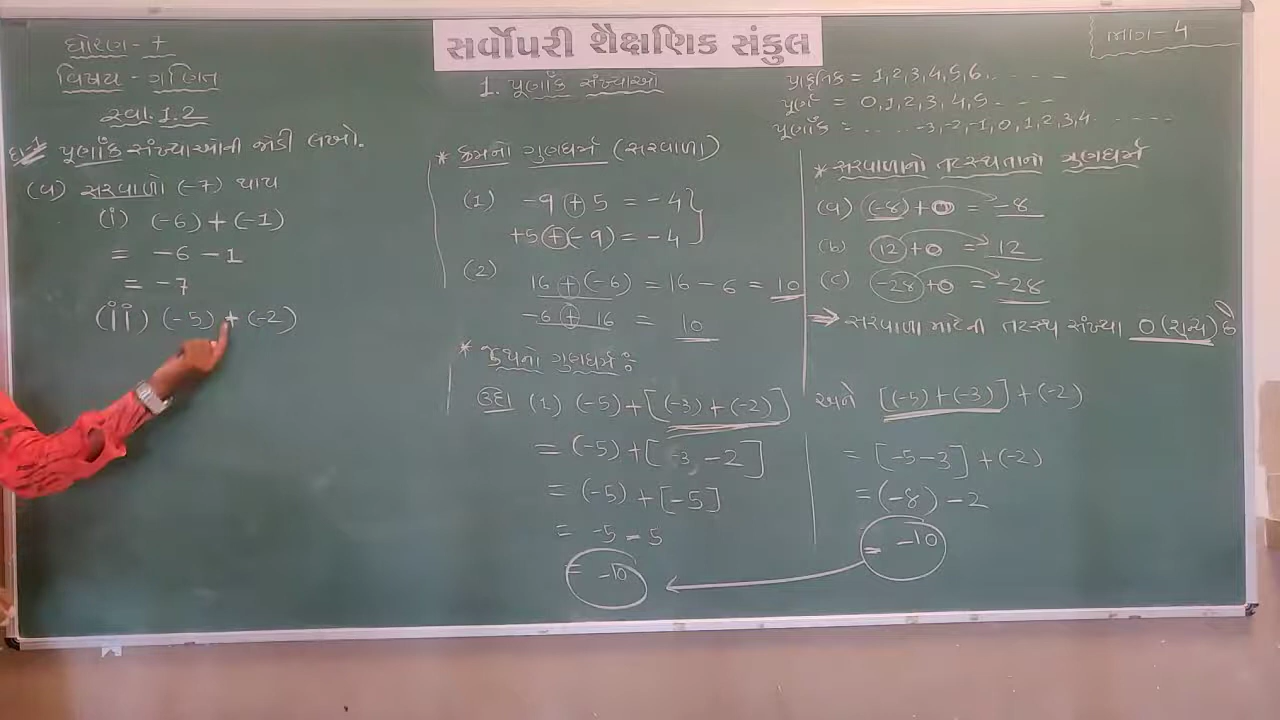 સર્વોપરી શૈક્ષણિક સંકુલ
ધોરણ - 7
વિષય - ગણિત
સ્વા. 1.2
પૂર્ણાંક સંખ્યાઓની જોડી લખો.
(a) સરવાળો (-7) થાય
(i) (-6) + (-1)
= -6 - 1
= -7
(ii) (-5) + (-2)
1. પૂર્ણાંક સંખ્યાઓ
* ક્રમનો ગુણધર્મ (સરવાળા)
(1) -9 + 5 = -4
+5 + (-9) = -4
(2) 16 + (-6) = 16 - 6 = 10
-6 + 16 = 10
* જુથનો ગુણધર્મ :
ઉદા (1) (-5) + [(-3) + (-2)]
= (-5) + [-3, -2]
= (-5) + [-5]
= -5 - 5
= -10
ભાગ - 4
પ્રાકૃતિક = 1,2,3,4,5,6. . . . . -
પૂર્ણ = 0,1,2,3,4,5. . - -
પૂર્ણાંક = . . . . -3,-2,-1,0,1,2,3,4. . . . . -
* સરવાળાનો તટસ્થતાનો ગુણધર્મ
(a) (-8) + 0 = -8
(b) 12 + 0 = 12
(c) -28 + 0 = -28
⇒ સરવાળા માટેની તટસ્થ સંખ્યા 0 (શૂન્ય) છે
અને [(-5) + (-3)] + (-2)
= [-5 - 3] + (-2)
= (-8) - 2
= -10